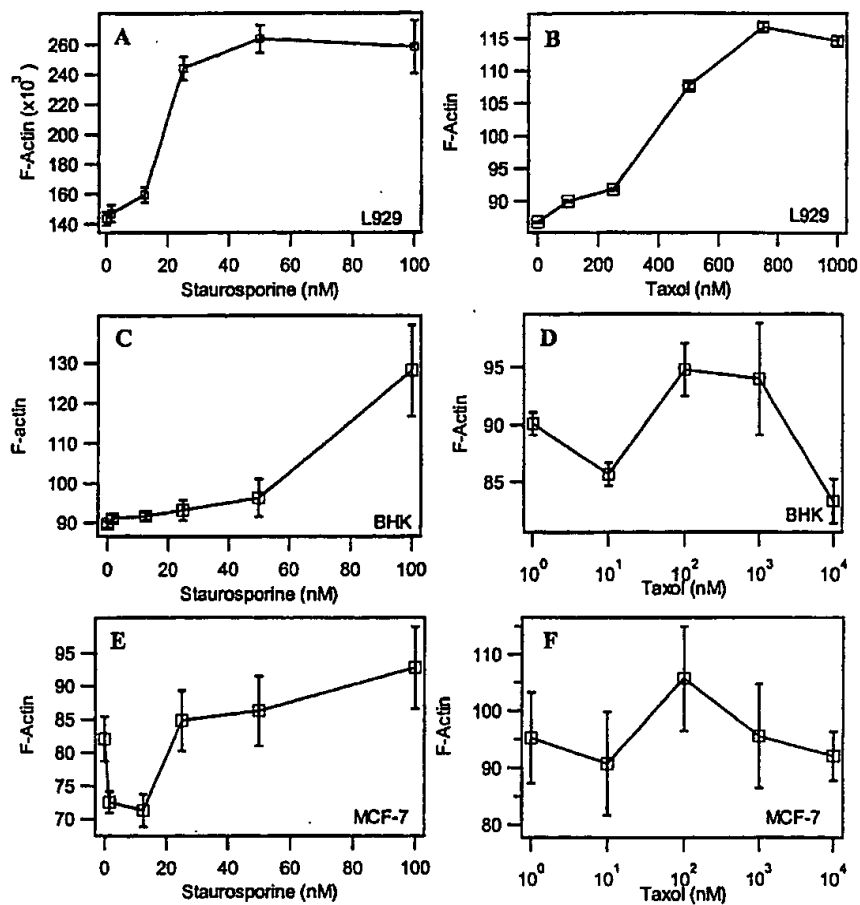 A
F-Actin (x10³)
260
240
220
200
180
160
140
L929
0 20 40 60 80 100
Staurosporine (nM)
B
F-Actin
115
110
105
100
95
90
L929
0 200 400 600 800 1000
Taxol (nM)
C
F-actin
130
120
110
100
90
BHK
0 20 40 60 80 100
Staurosporine (nM)
D
F-Actin
95
90
85
BHK
10⁰ 10¹ 10² 10³ 10⁴
Taxol (nM)
E
F-Actin
95
90
85
80
75
70
MCF-7
0 20 40 60 80 100
Staurosporine (nM)
F
F-Actin
110
100
90
80
MCF-7
10⁰ 10¹ 10² 10³ 10⁴
Taxol (nM)